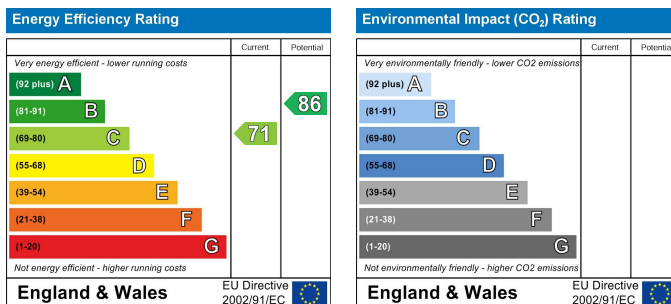 Energy Efficiency Rating
Current Potential
Very energy efficient - lower running costs
(92 plus) A
(81-91) B
86
(69-80) C
71
(55-68) D
(39-54) E
(21-38) F
(1-20) G
Not energy efficient - higher running costs
England & Wales
EU Directive
2002/91/EC
Environmental Impact (CO₂) Rating
Current Potential
Very environmentally friendly - lower CO2 emissions
(92 plus) A
(81-91) B
(69-80) C
(55-68) D
(39-54) E
(21-38) F
(1-20) G
Not environmentally friendly - higher CO2 emissions
England & Wales
EU Directive
2002/91/EC